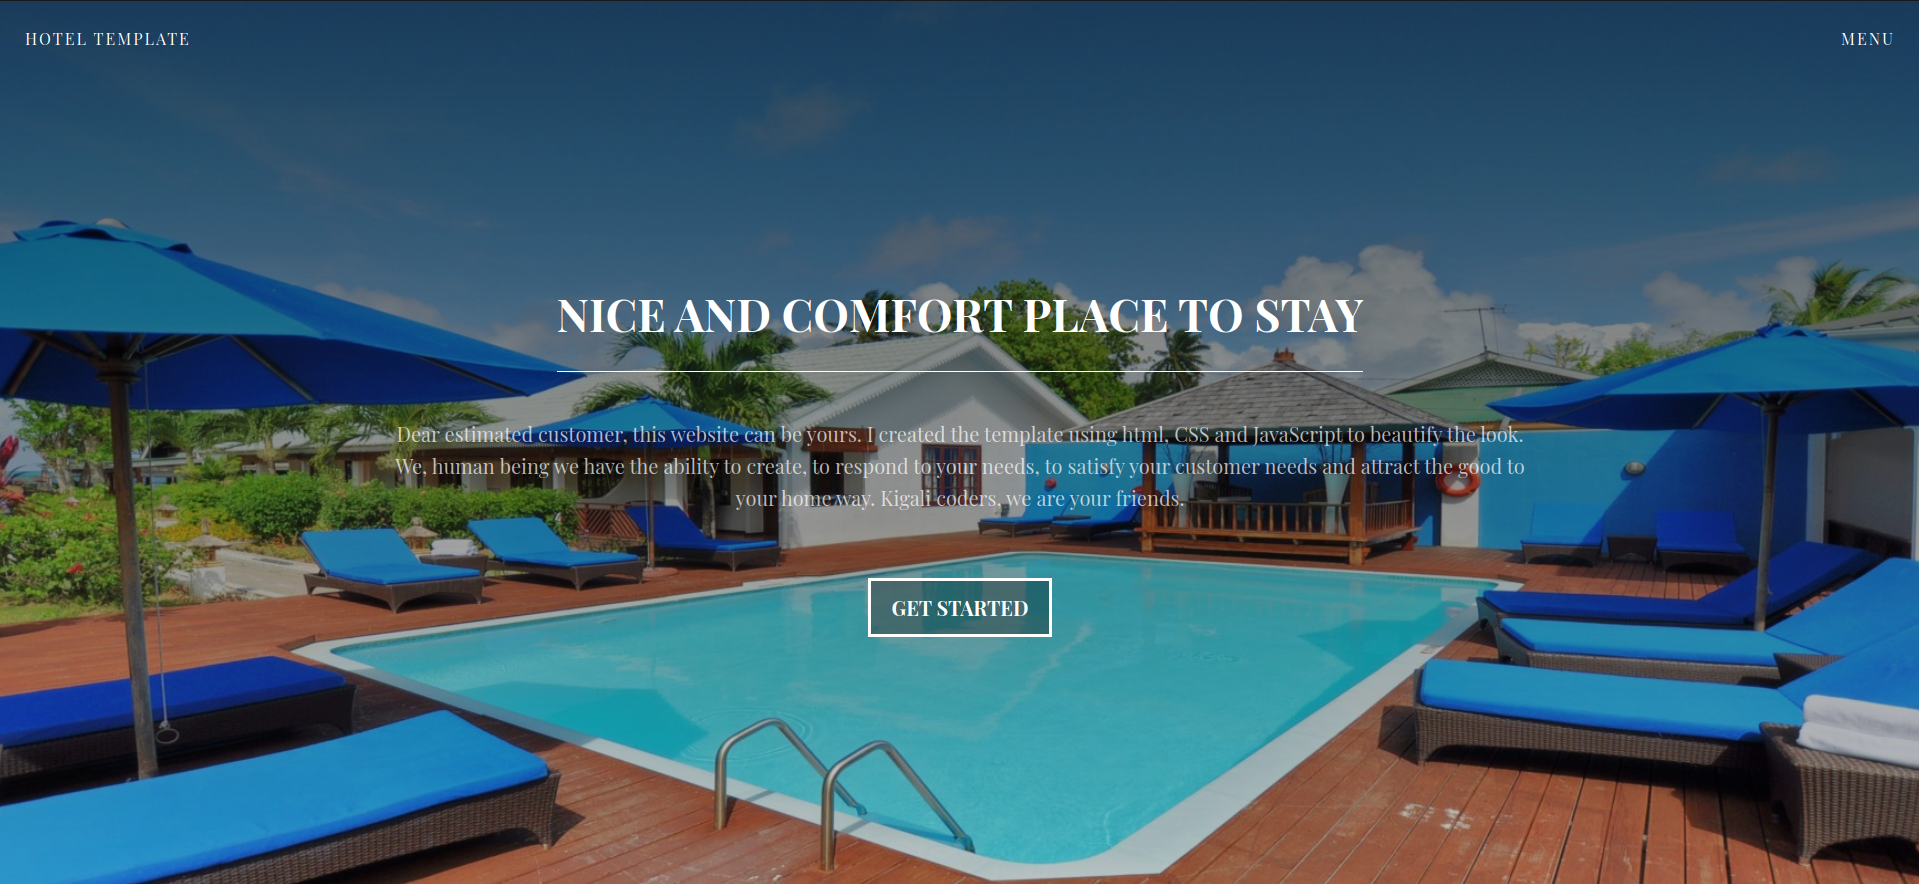 HOTEL TEMPLATE
MENU
NICE AND COMFORT PLACE TO STAY
Dear estimated customer, this website can be yours. I created the template using html, CSS and JavaScript to beautify the look.
We, human being we have the ability to create, to respond to your needs, to satisfy your customer needs and attract the good to
your home way. Kigali coders, we are your friends.
GET STARTED